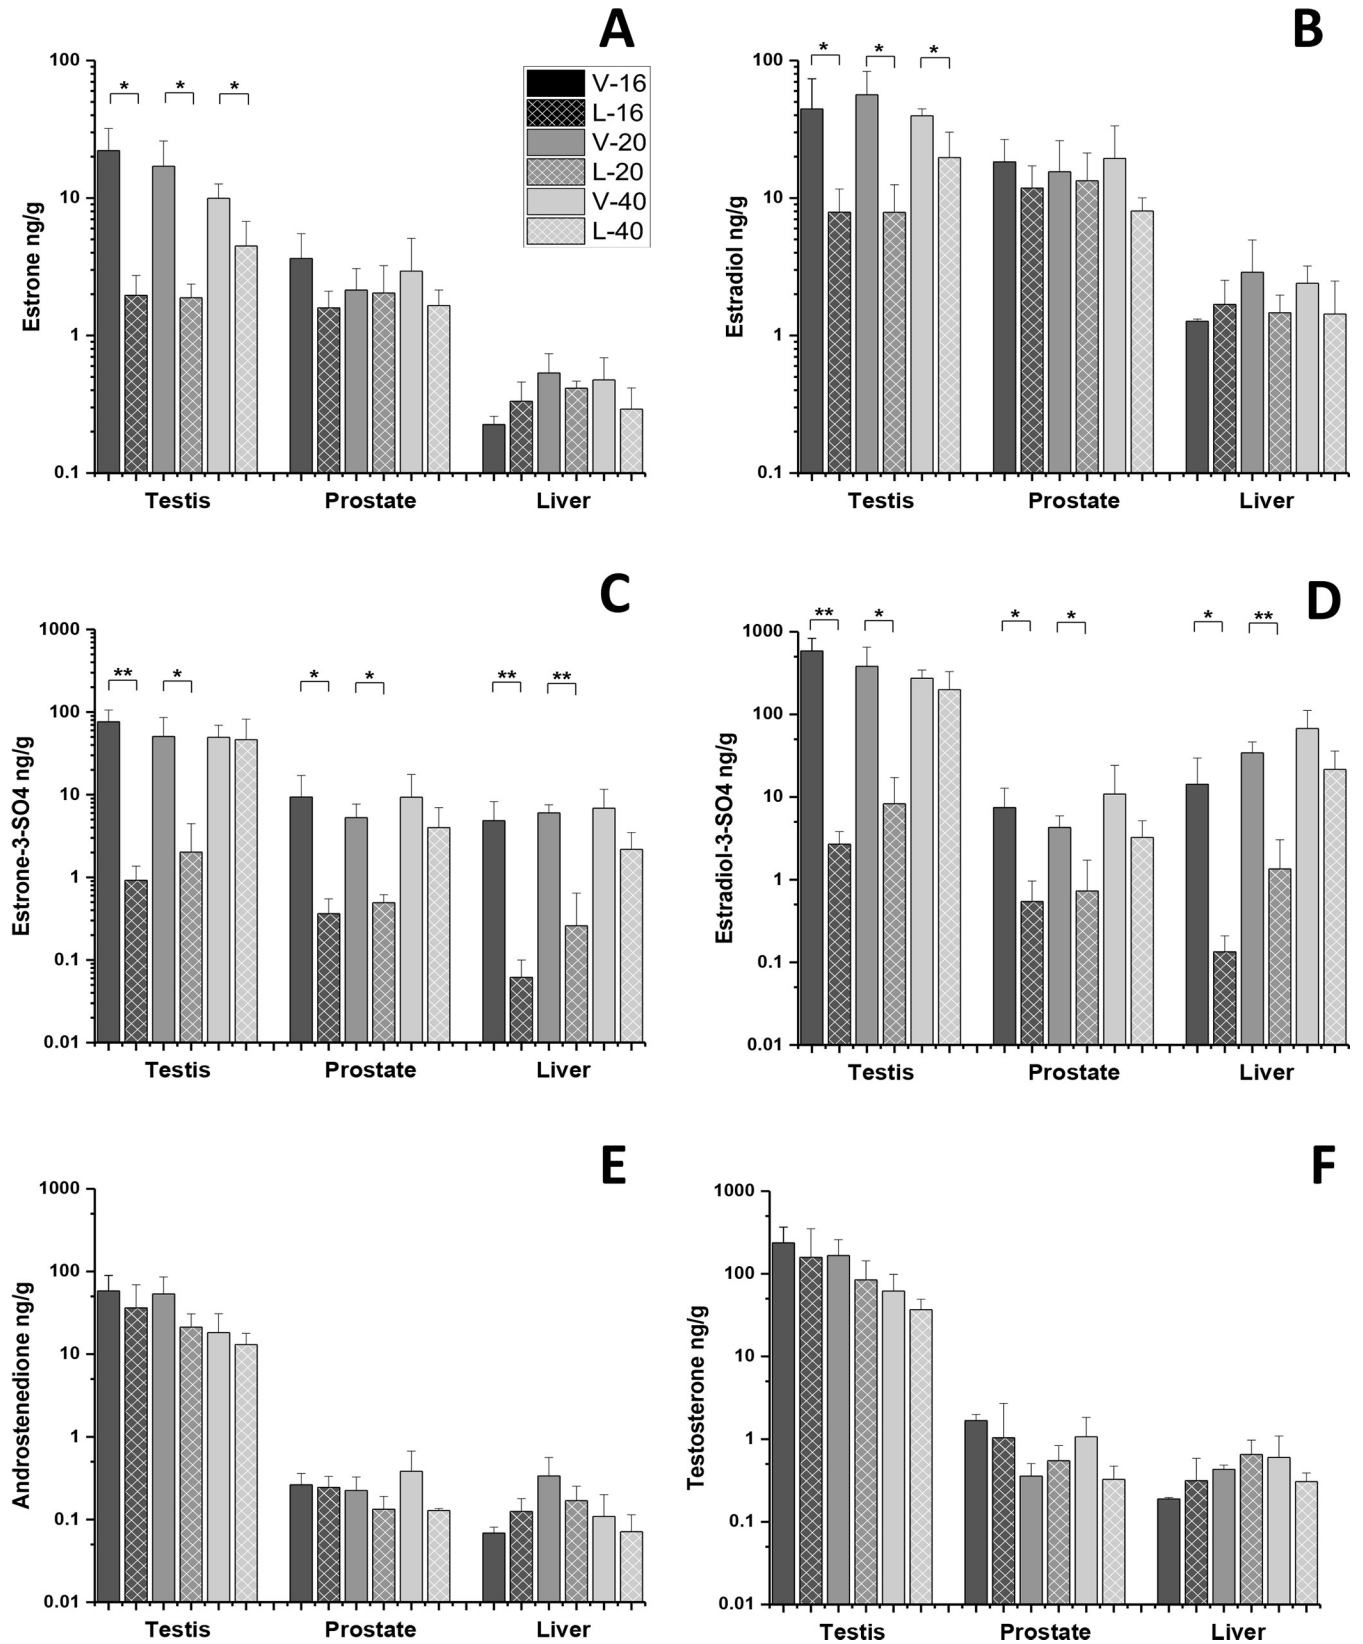 A
B
100
10
1
0.1
Estrone ng/g
* * *
V-16
L-16
V-20
L-20
V-40
L-40
Testis Prostate Liver
100
10
1
0.1
Estradiol ng/g
* * *
Testis Prostate Liver
C
D
1000
100
10
1
0.1
0.01
Estrone-3-SO4 ng/g
** * * * ** **
Testis Prostate Liver
1000
100
10
1
0.1
0.01
Estradiol-3-SO4 ng/g
** * * * * **
Testis Prostate Liver
E
F
1000
100
10
1
0.1
0.01
Androstenedione ng/g
Testis Prostate Liver
1000
100
10
1
0.1
0.01
Testosterone ng/g
Testis Prostate Liver